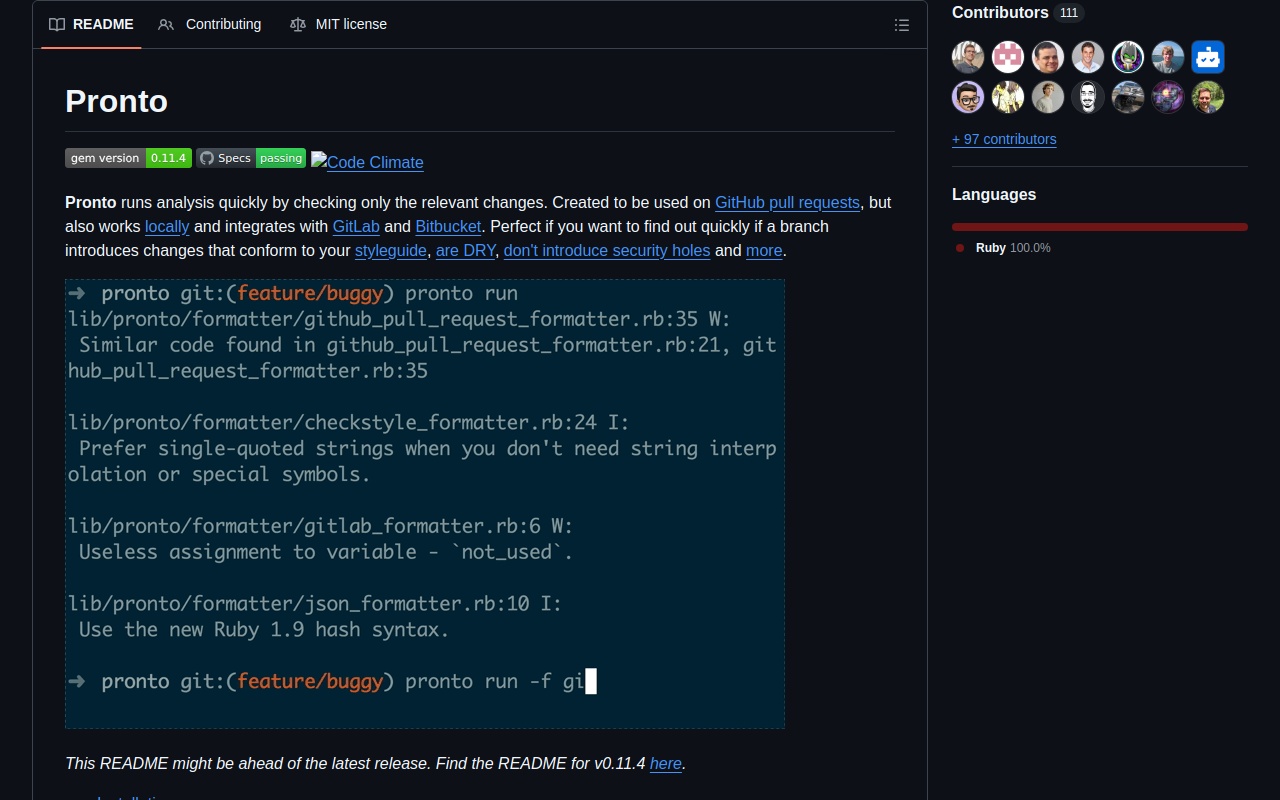 README
Contributing
MIT license
Pronto
gem version 0.11.4
Specs passing
Code Climate
Pronto runs analysis quickly by checking only the relevant changes. Created to be used on GitHub pull requests, but
also works locally and integrates with GitLab and Bitbucket. Perfect if you want to find out quickly if a branch
introduces changes that conform to your styleguide, are DRY, don't introduce security holes and more.
➜ pronto git:(feature/buggy) pronto run
lib/pronto/formatter/github_pull_request_formatter.rb:35 W:
Similar code found in github_pull_request_formatter.rb:21, git
hub_pull_request_formatter.rb:35
lib/pronto/formatter/checkstyle_formatter.rb:24 I:
Prefer single-quoted strings when you don't need string interp
olation or special symbols.
lib/pronto/formatter/gitlab_formatter.rb:6 W:
Useless assignment to variable - `not_used`.
lib/pronto/formatter/json_formatter.rb:10 I:
Use the new Ruby 1.9 hash syntax.
➜ pronto git:(feature/buggy) pronto run -f gi
This README might be ahead of the latest release. Find the README for v0.11.4 here.
Contributors 111
+ 97 contributors
Languages
Ruby 100.0%